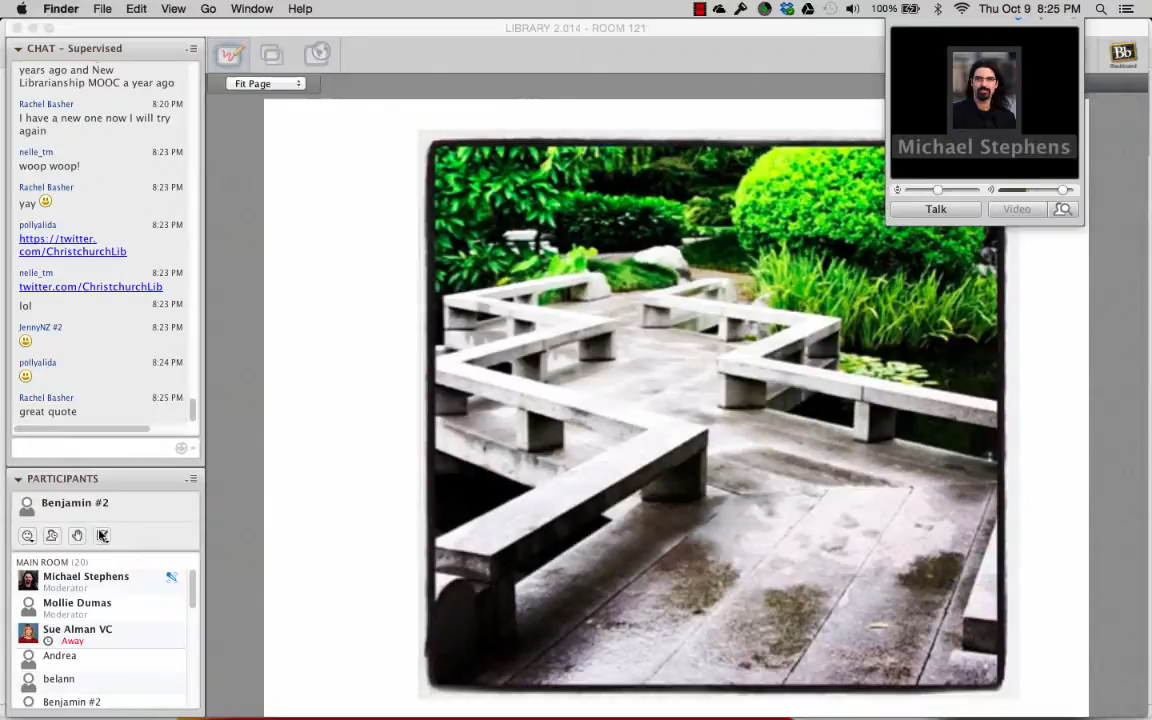 Finder File Edit View Go Window Help 100% Thu Oct 9 8:25 PM
LIBRARY 2.014 - ROOM 121
CHAT - Supervised
years ago and New
Librarianship MOOC a year ago
Rachel Basher 8:20 PM
I have a new one now I will try
again
nelle_tm 8:23 PM
woop woop!
Rachel Basher 8:23 PM
yay
pollyalida 8:23 PM
https://twitter.
com/ChristchurchLib
nelle_tm 8:23 PM
twitter.com/ChristchurchLib
lol 8:23 PM
JennyNZ #2 8:23 PM
pollyalida 8:24 PM
Rachel Basher 8:25 PM
great quote
PARTICIPANTS
Benjamin #2
MAIN ROOM (20)
Michael Stephens
Moderator
Mollie Dumas
Moderator
Sue Alman VC
Away
Andrea
belann
Benjamin #2
Fit Page
Michael Stephens
Talk Video
Bb
Blackboard